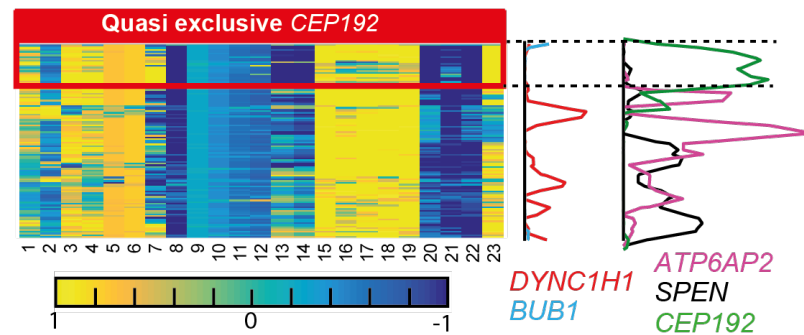 Quasi exclusive CEP192
1 2 3 4 5 6 7 8 9 10 11 12 13 14 15 16 17 18 19 20 21 22 23
1 0 -1
DYNC1H1
BUB1
ATP6AP2
SPEN
CEP192